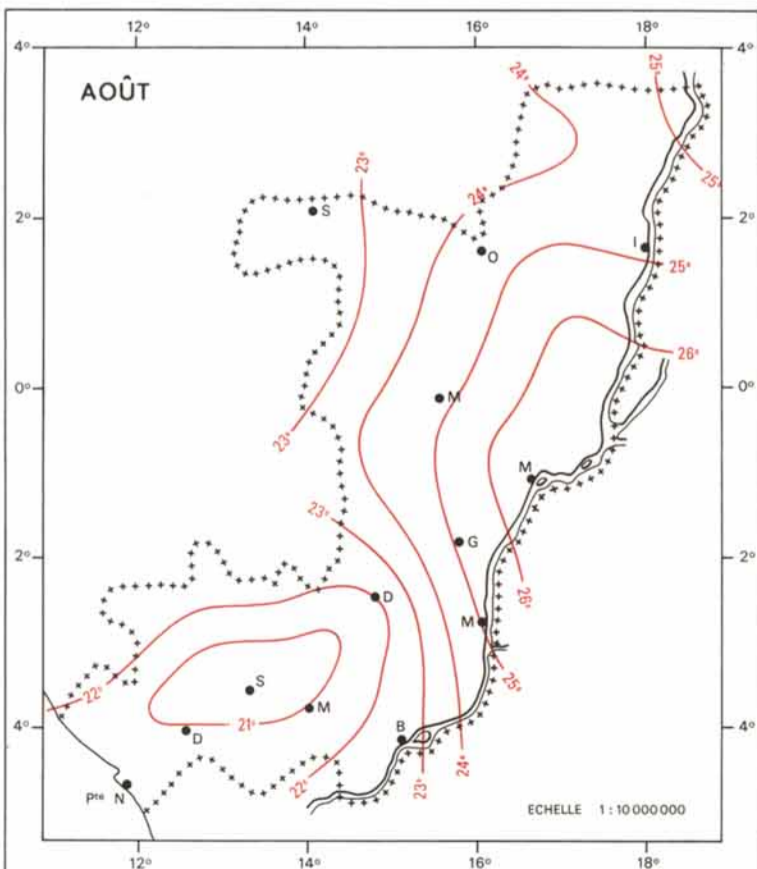 12° 14° 16° 18°
4° 4°
AOÛT
24° 25°
23°
24° 25°
2° S 2°
O I
25°
26°
0° M 0°
23°
M
23°
G
2° 2°
26°
D
M
25°
S
22° M
4° 21° B 4°
D
24°
22° 23°
Pte N
ECHELLE 1 : 10 000 000
12° 14° 16° 18°